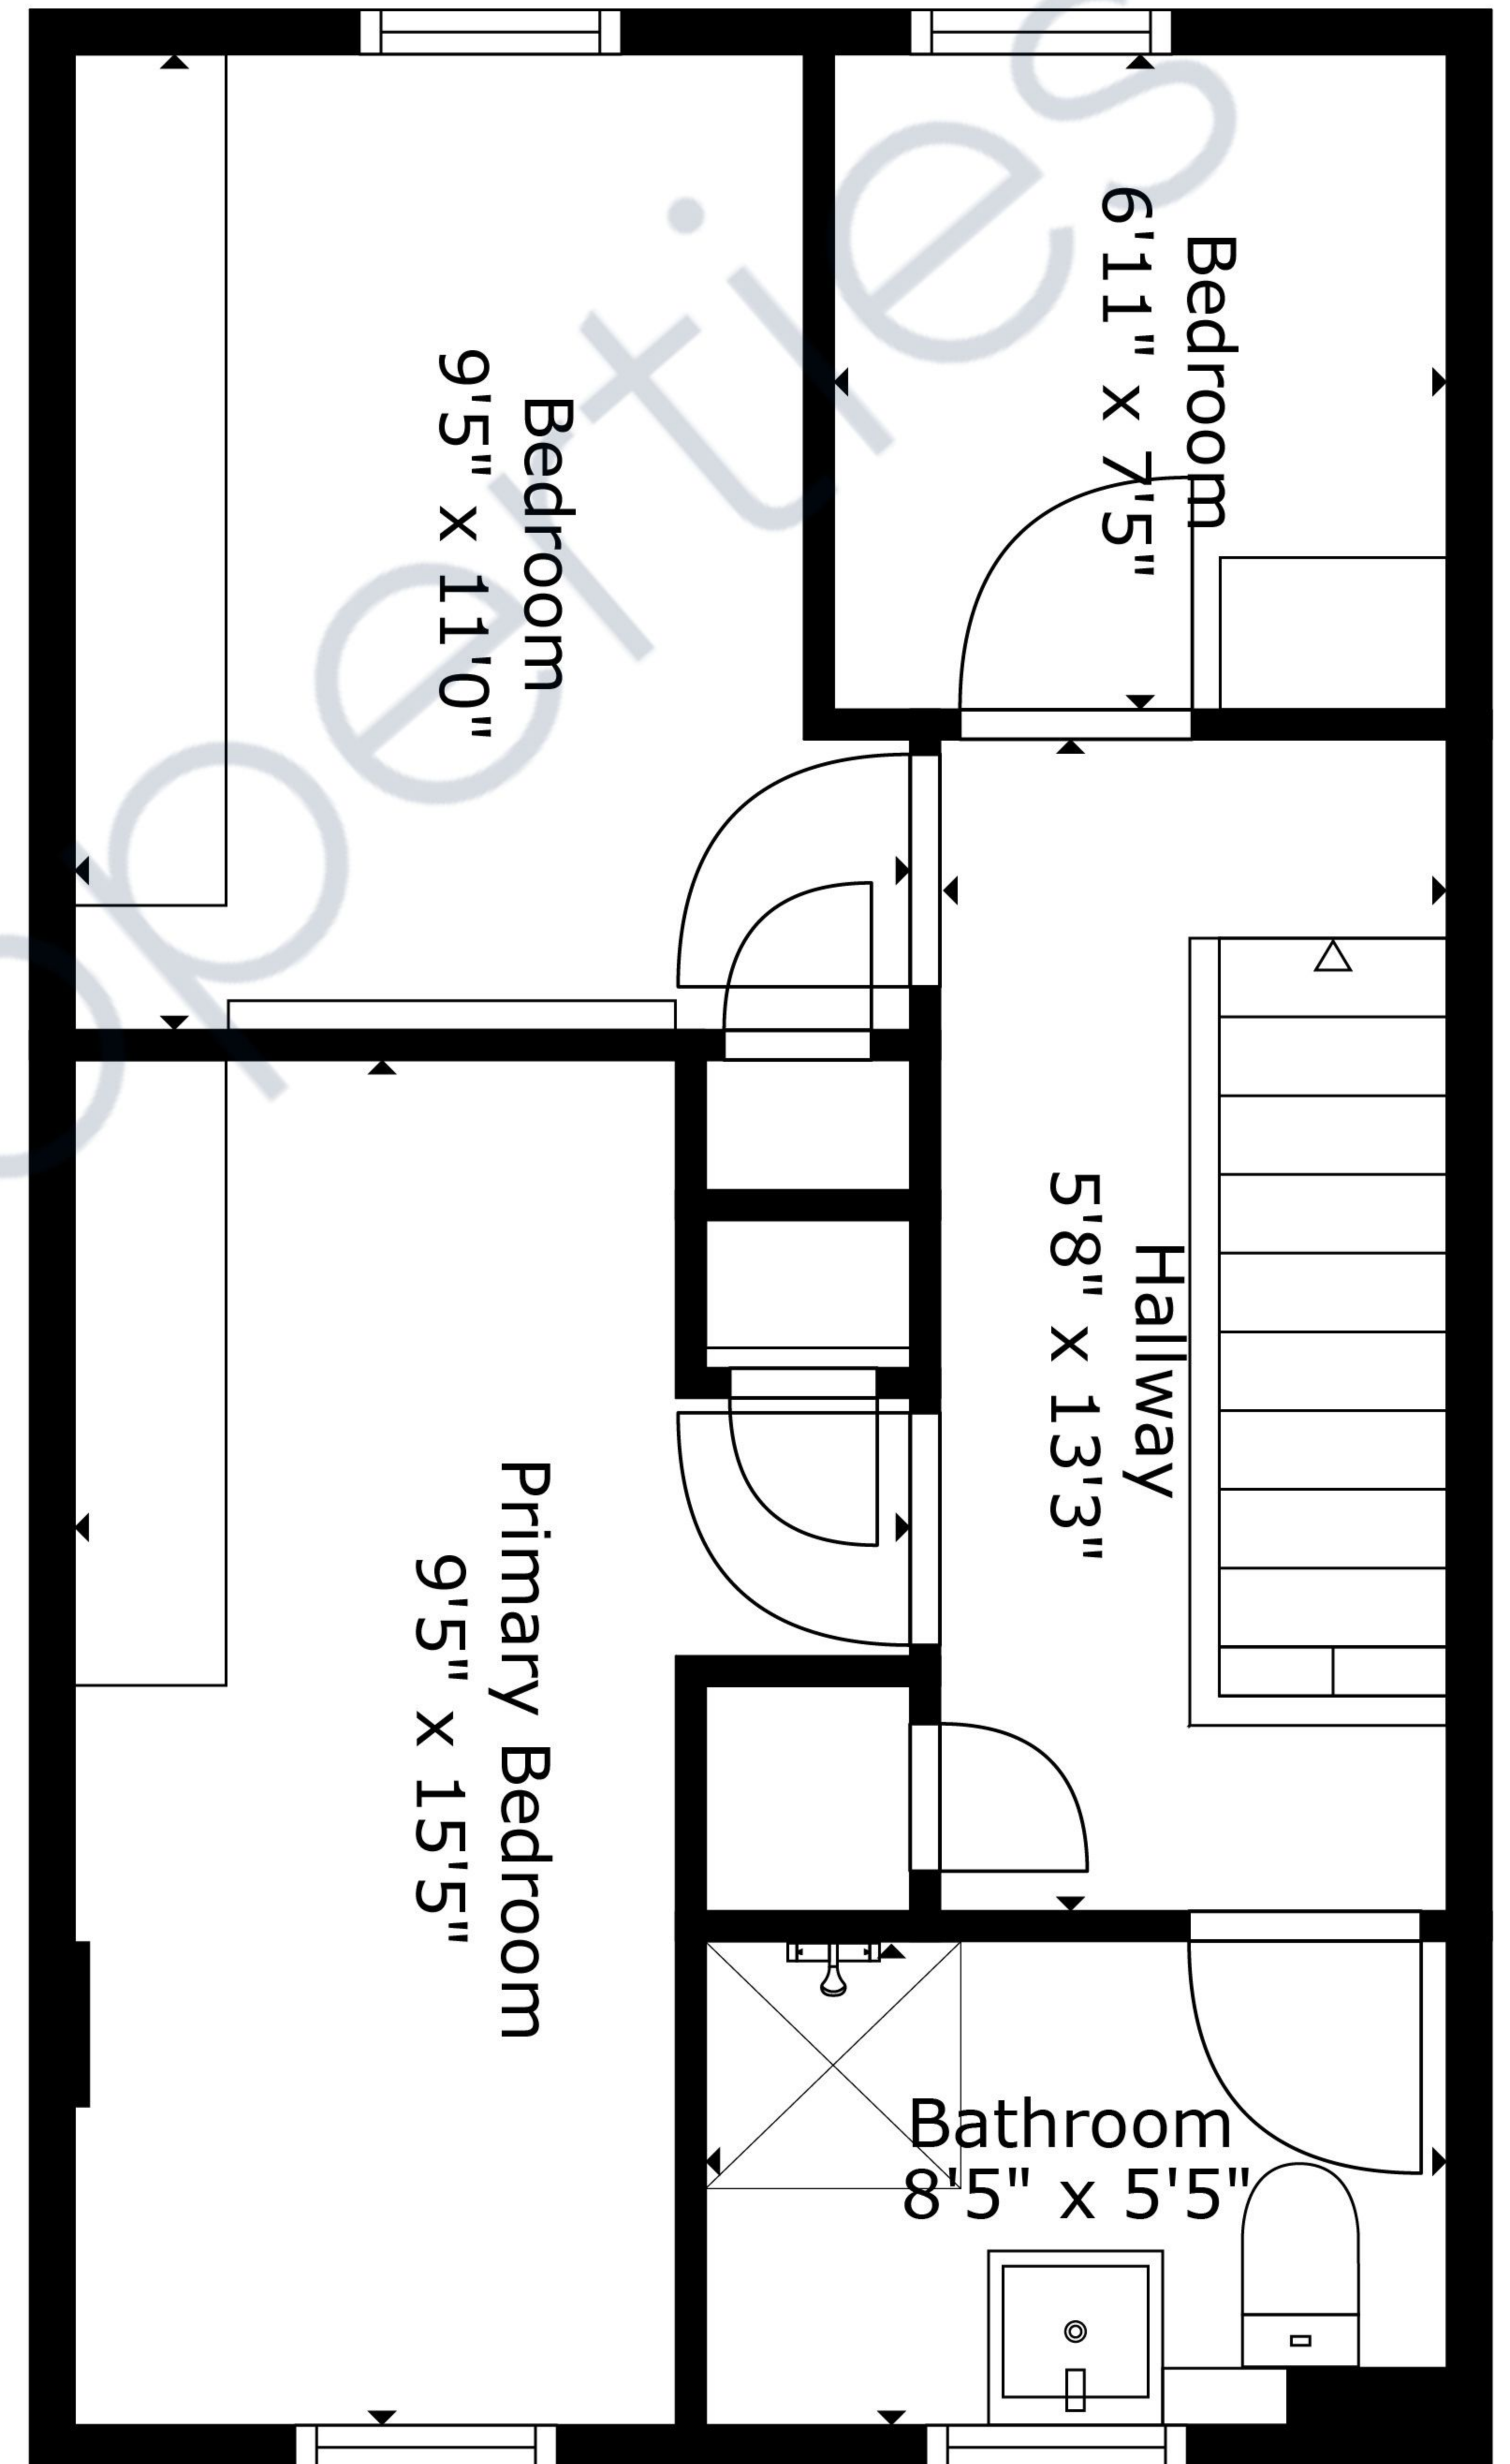 Bedroom
6'11" x 7'5"
Bedroom
9'5" x 11'0"
Hallway
5'8" x 13'3"
Primary Bedroom
9'5" x 15'5"
Bathroom
8'5" x 5'5"
operties